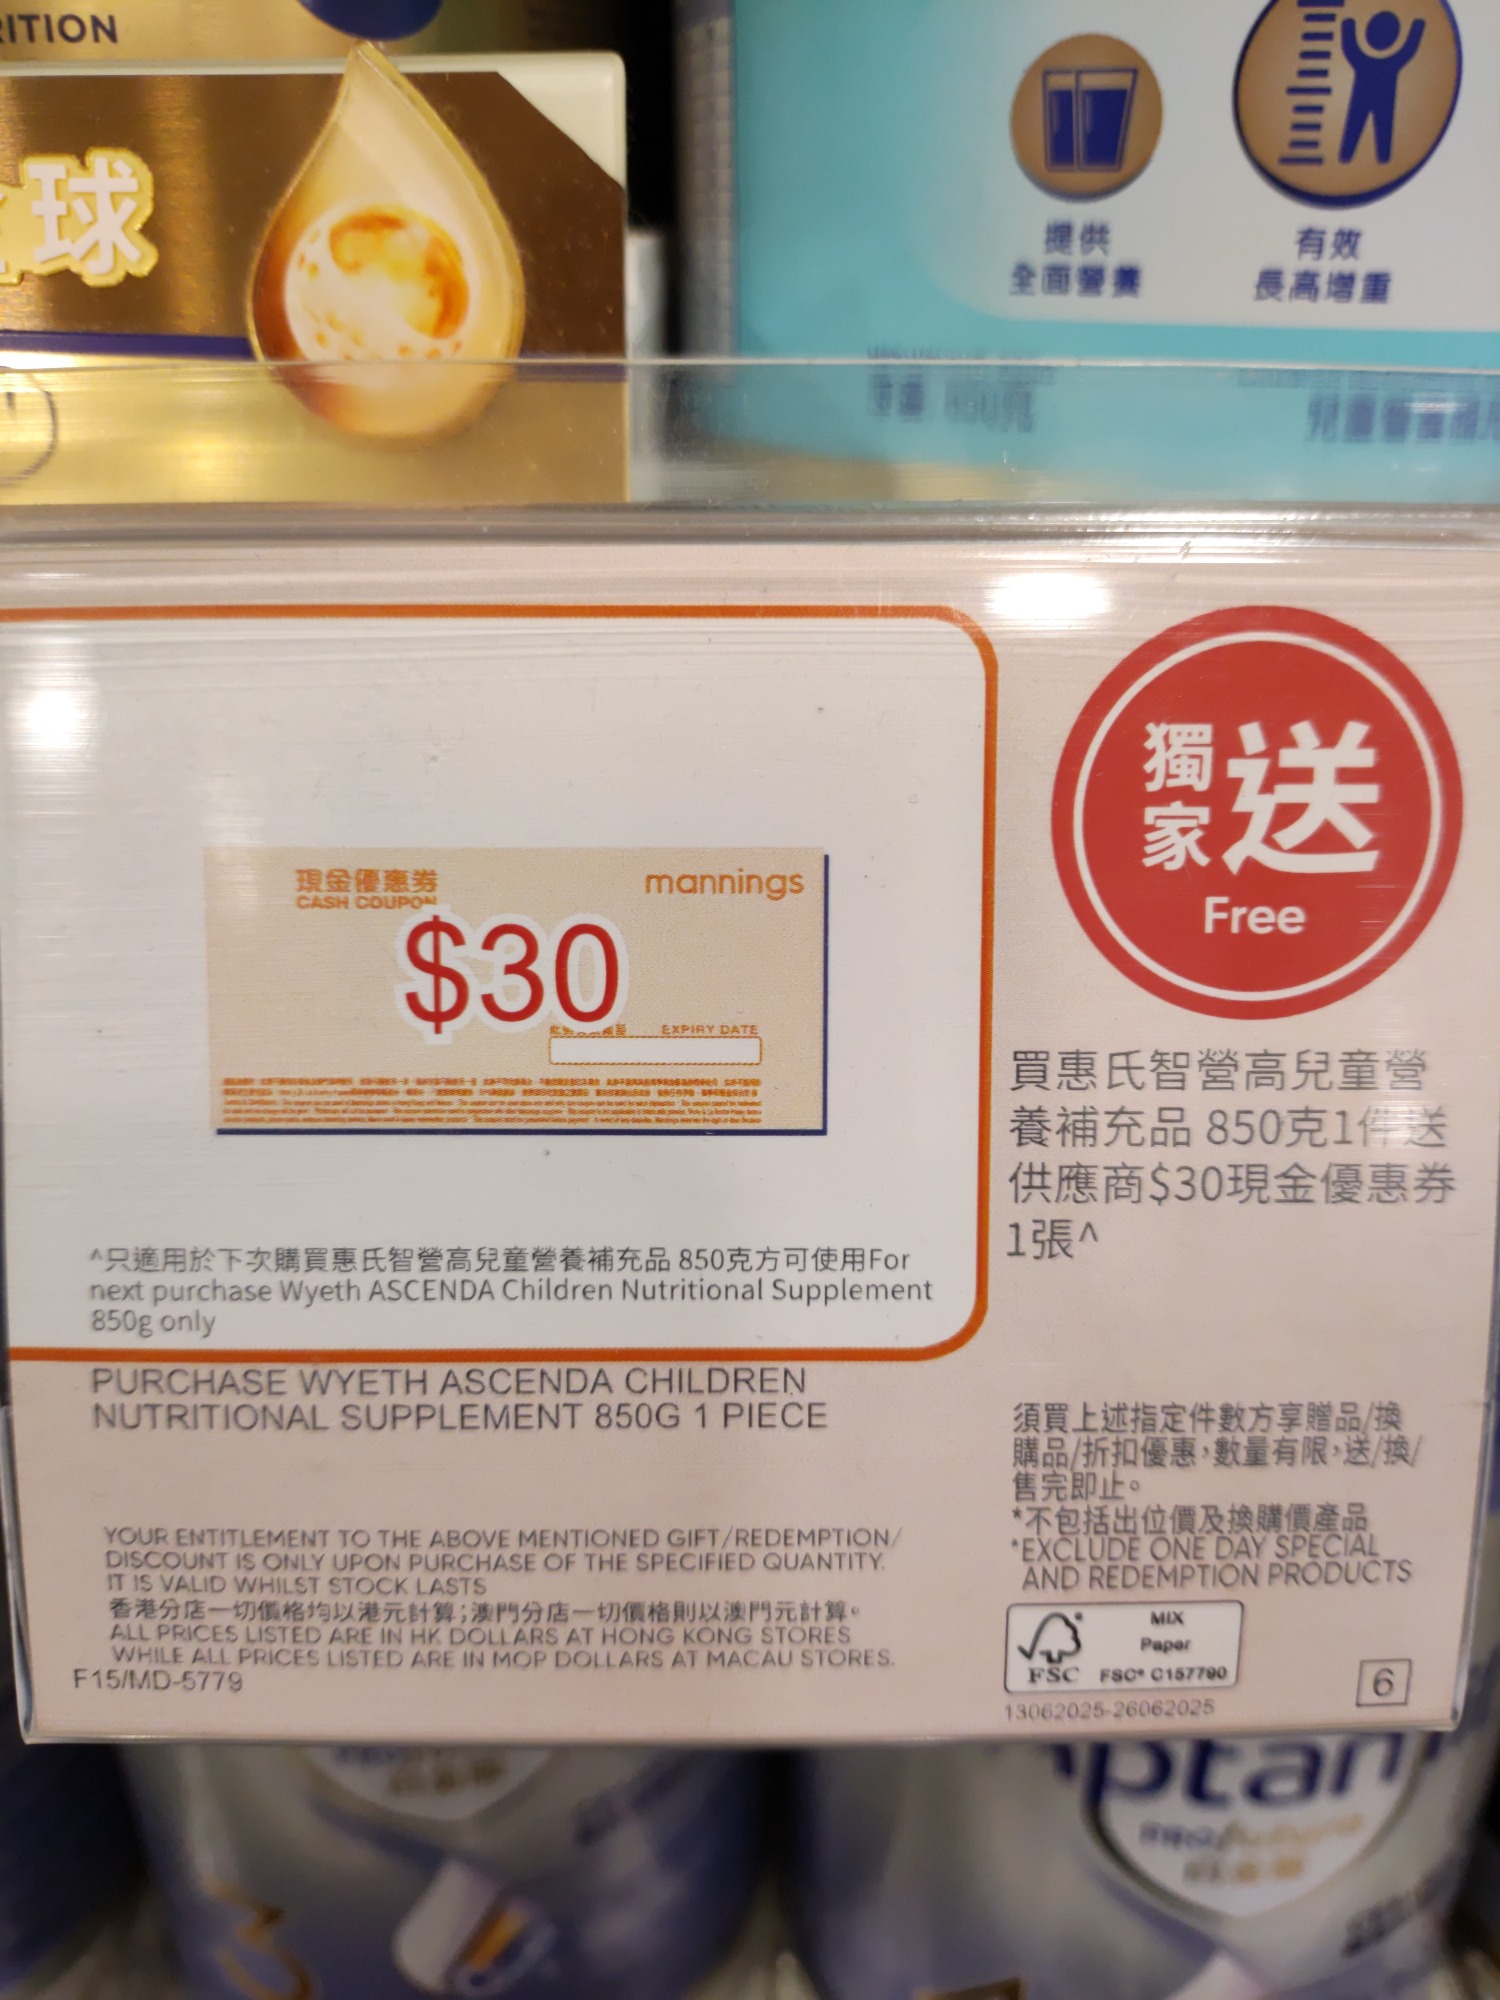 ITION
球
提供
全面營養
有效
長高增重
現金優惠券
CASH COUPON
mannings
$30
EXPIRY DATE
獨家送
Free
買惠氏智營高兒童營
養補充品 850克1件送
供應商$30現金優惠券
1張^
^只適用於下次購買惠氏智營高兒童營養補充品 850克方可使用For
next purchase Wyeth ASCENDA Children Nutritional Supplement
850g only
PURCHASE WYETH ASCENDA CHILDREN
NUTRITIONAL SUPPLEMENT 850G 1 PIECE
須買上述指定件數方享贈品/換
購品/折扣優惠，數量有限，送/換/
售完即止。
*不包括出位價及換購價產品
*EXCLUDE ONE DAY SPECIAL
AND REDEMPTION PRODUCTS
YOUR ENTITLEMENT TO THE ABOVE MENTIONED GIFT/REDEMPTION/
DISCOUNT IS ONLY UPON PURCHASE OF THE SPECIFIED QUANTITY.
IT IS VALID WHILST STOCK LASTS
香港分店一切價格均以港元計算；澳門分店一切價格則以澳門元計算。
ALL PRICES LISTED ARE IN HK DOLLARS AT HONG KONG STORES
WHILE ALL PRICES LISTED ARE IN MOP DOLLARS AT MACAU STORES.
F15/MD-5779
FSC
MIX
Paper
FSC® C157790
13062025-26062025
6
ptam
3